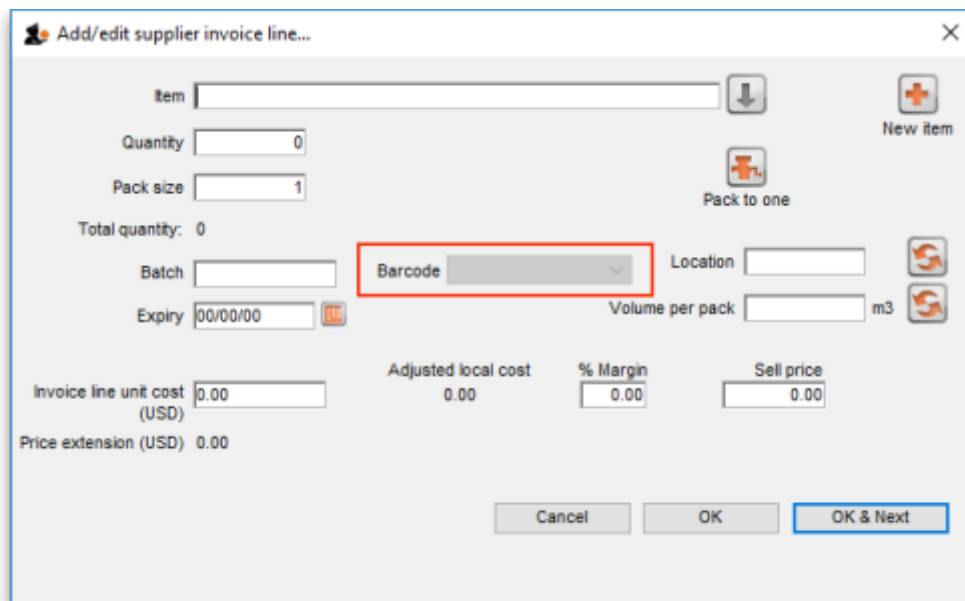 Add/edit supplier invoice line...
Item
New item
Quantity 0
Pack size 1
Pack to one
Total quantity: 0
Batch Barcode Location
Expiry 00/00/00 Volume per pack m3
Adjusted local cost % Margin Sell price
Invoice line unit cost 0.00 0.00 0.00 0.00
(USD)
Price extension (USD) 0.00
Cancel OK OK & Next